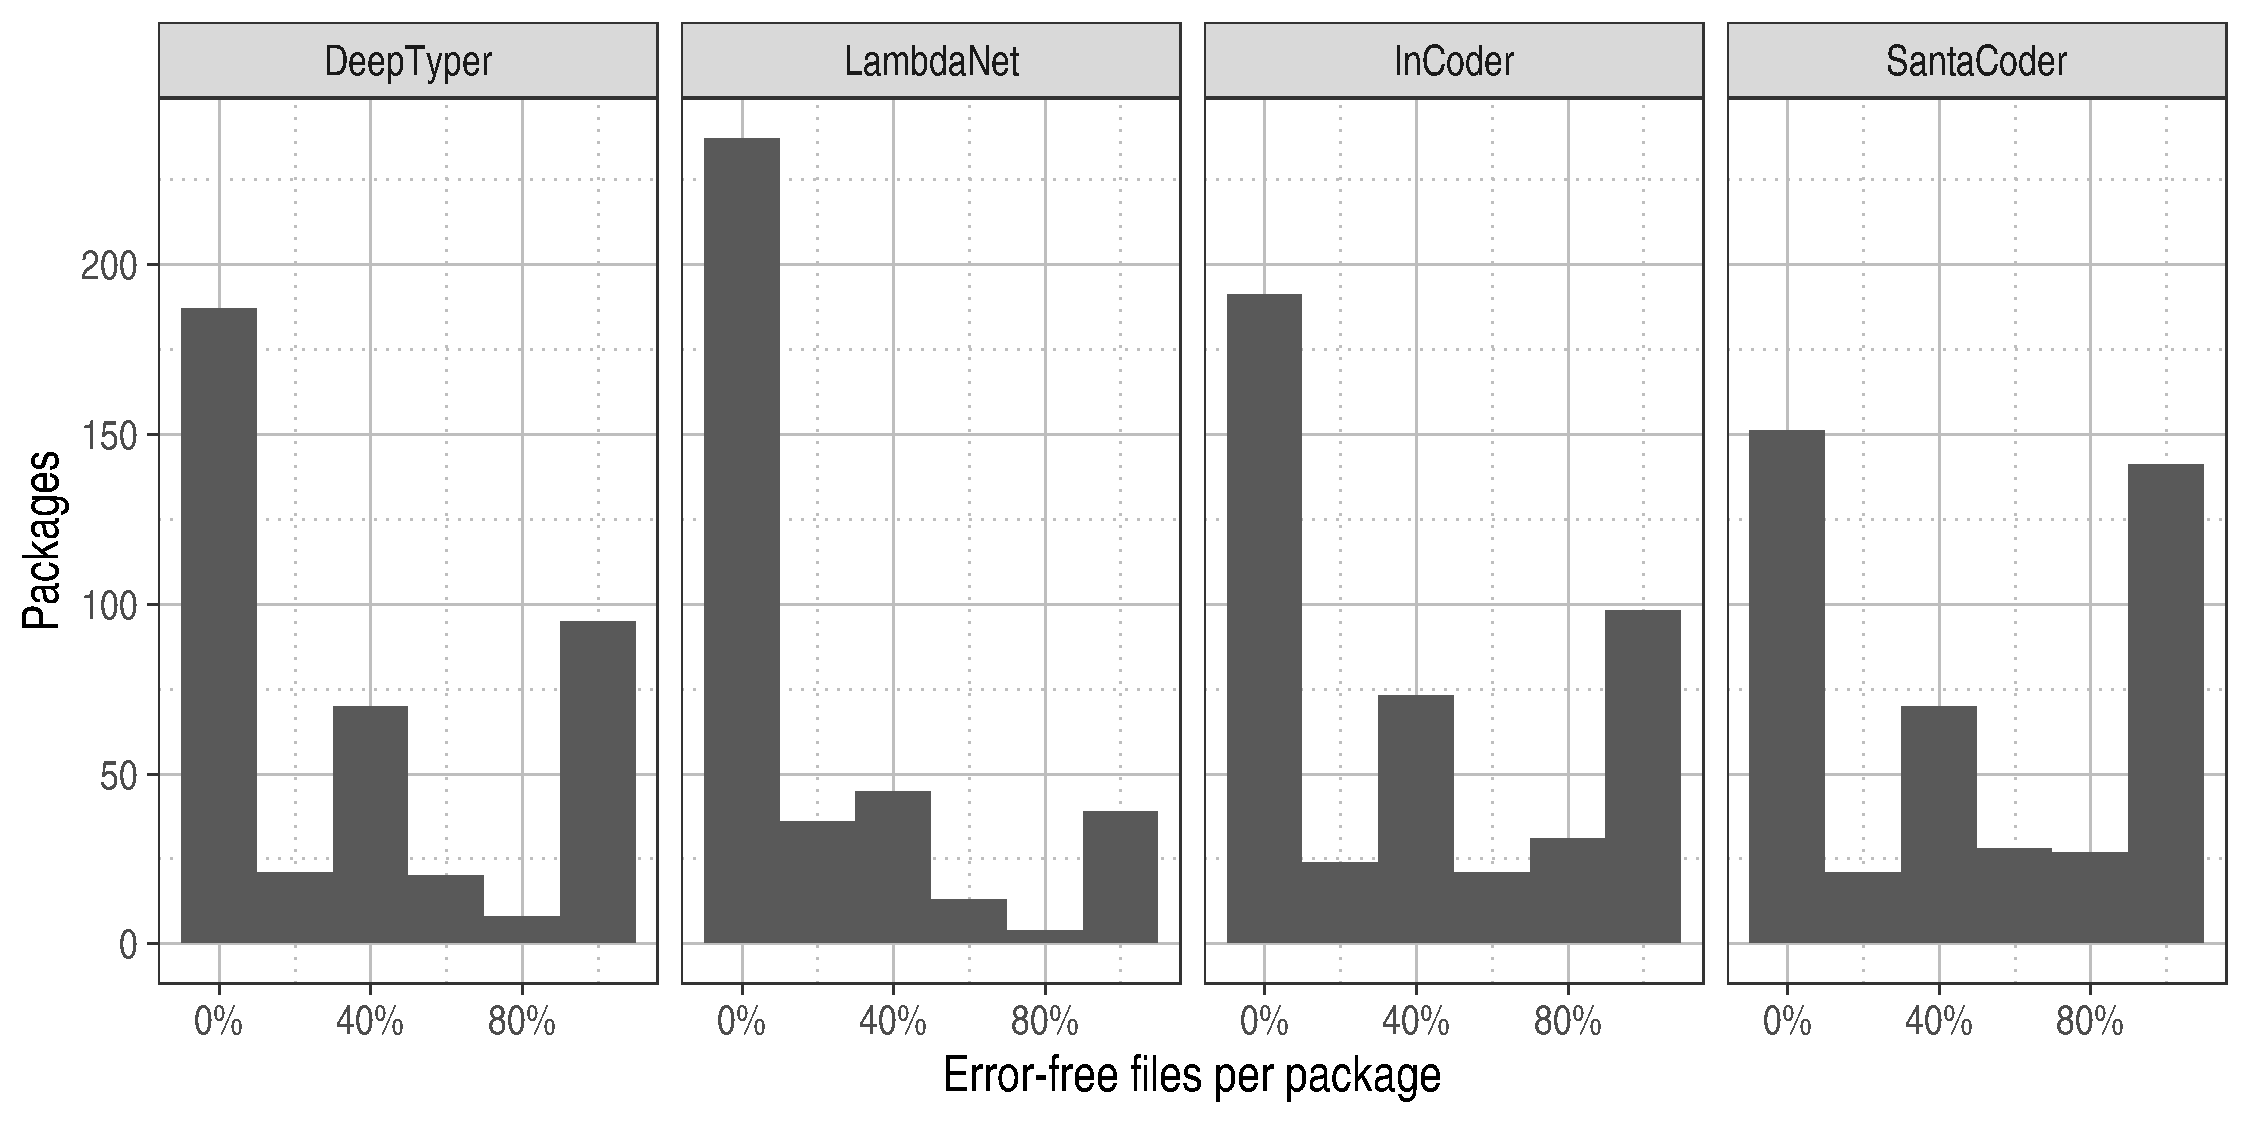 DeepTyper
LambdaNet
InCoder
SantaCoder
200
150
100
50
0
Packages
0% 40% 80%
0% 40% 80%
0% 40% 80%
0% 40% 80%
Error-free files per package